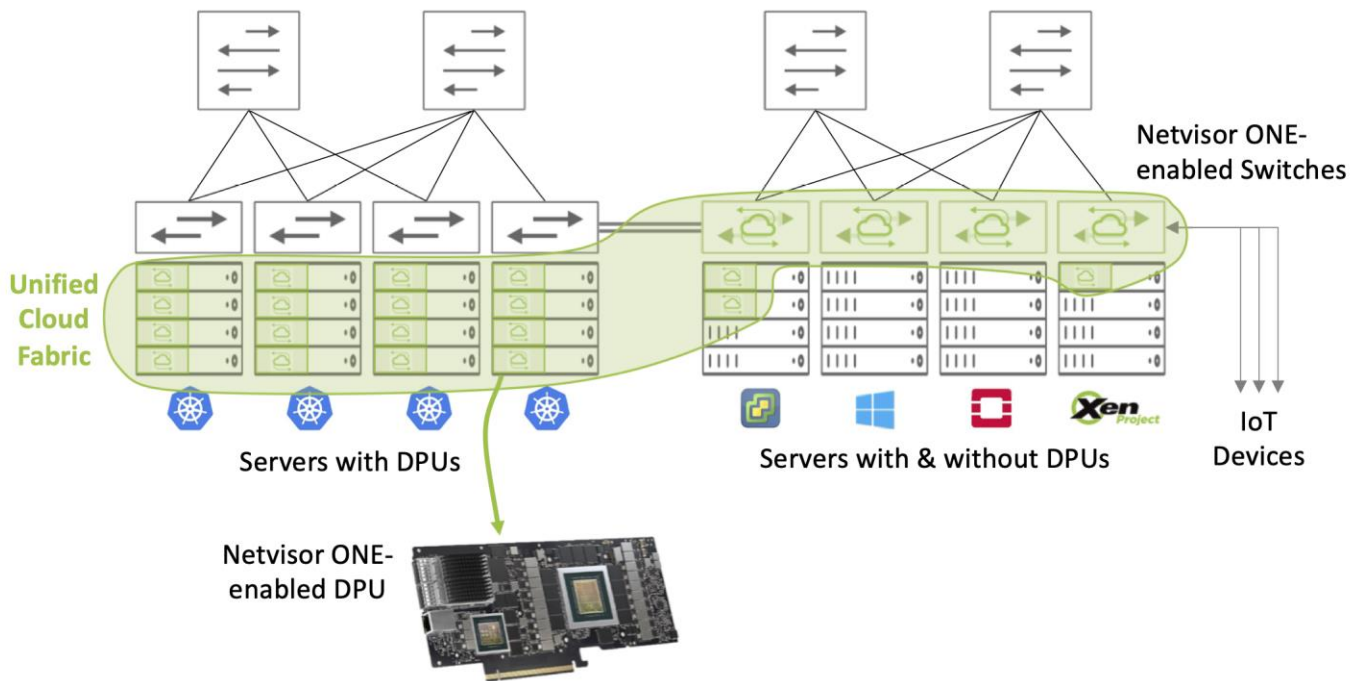 Netvisor ONE-
enabled Switches
Unified
Cloud
Fabric
Xen
Project
Servers with DPUs
Servers with & without DPUs
IoT
Devices
Netvisor ONE-
enabled DPU